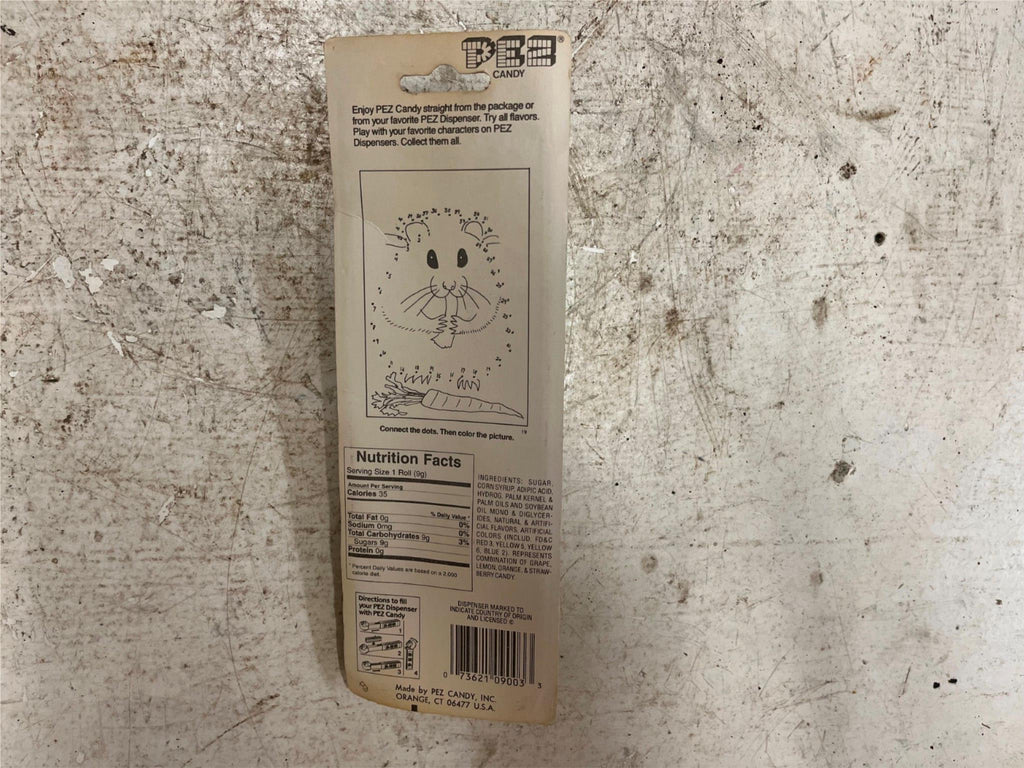 PEZ®
CANDY
Enjoy PEZ Candy straight from the package or
from your favorite PEZ Dispenser. Try all flavors.
Play with your favorite characters on PEZ
Dispensers. Collect them all.
Connect the dots. Then color the picture.
19
Nutrition Facts
Serving Size 1 Roll (9g)
Amount Per Serving
Calories 35
% Daily Value*
Total Fat 0g 0%
Sodium 0mg 0%
Total Carbohydrates 9g 3%
Sugars 9g
Protein 0g
* Percent Daily Values are based on a 2,000
calorie diet.
INGREDIENTS: SUGAR,
CORN SYRUP, ADIPIC ACID,
HYDROG. PALM KERNEL &
PALM OILS AND SOYBEAN
OIL MONO & DIGLYCER-
IDES, NATURAL & ARTIFI-
CIAL FLAVORS, ARTIFICIAL
COLORS (INCLUD. FD&C
RED 3, YELLOW 5, YELLOW
6, BLUE 2). REPRESENTS
COMBINATION OF GRAPE,
LEMON, ORANGE, & STRAW-
BERRY CANDY.
Directions to fill
your PEZ Dispenser
with PEZ Candy
1
2
3
4
DISPENSER MARKED TO
INDICATE COUNTRY OF ORIGIN
AND LICENSED ©
0 73621 09003 3
Made by PEZ CANDY, INC.
ORANGE, CT 06477 U.S.A.